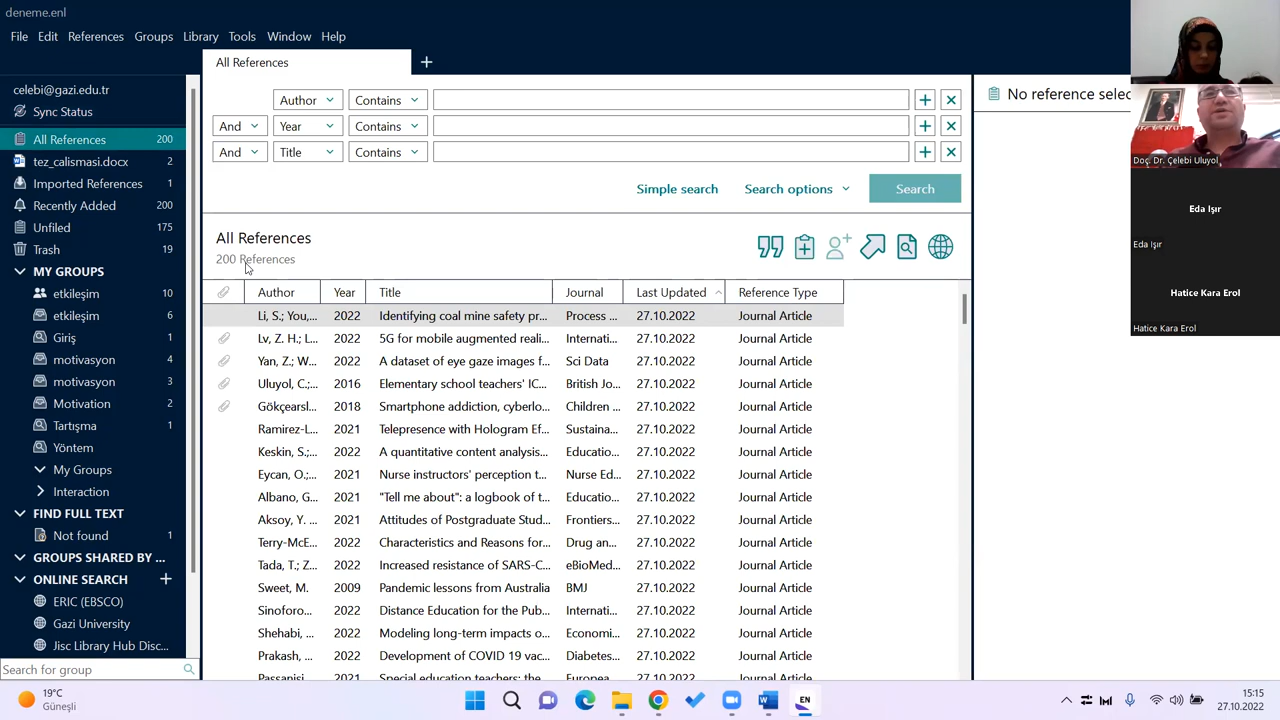 deneme.enl
File Edit References Groups Library Tools Window Help
All References
celebi@gazi.edu.tr
Sync Status
All References 200
tez_calismasi.docx 2
Imported References 1
Recently Added 200
Unfiled 175
Trash 19
MY GROUPS
etkileşim 10
etkileşim 6
Giriş
motivasyon 4
motivasyon 3
Motivation 2
Tartışma 1
Yöntem
My Groups
Interaction
FIND FULL TEXT
Not found 1
GROUPS SHARED BY ...
ONLINE SEARCH
ERIC (EBSCO)
Gazi University
Jisc Library Hub Disc...
Search for group
Author Contains
And Year Contains
And Title Contains
Simple search Search options Search
All References
200 References
Author Year Title Journal Last Updated Reference Type
Li, S.; You,... 2022 Identifying coal mine safety pr... Process ... 27.10.2022 Journal Article
Lv, Z. H.; L... 2022 5G for mobile augmented reali... Internati... 27.10.2022 Journal Article
Yan, Z.; W... 2022 A dataset of eye gaze images f... Sci Data 27.10.2022 Journal Article
Uluyol, C.;... 2016 Elementary school teachers' IC... British Jo... 27.10.2022 Journal Article
Gökçearsl... 2018 Smartphone addiction, cyberlo... Children ... 27.10.2022 Journal Article
Ramirez-L... 2021 Telepresence with Hologram Ef... Sustaina... 27.10.2022 Journal Article
Keskin, S.;... 2022 A quantitative content analysis... Educatio... 27.10.2022 Journal Article
Eycan, O.;... 2021 Nurse instructors' perception t... Nurse Ed... 27.10.2022 Journal Article
Albano, G... 2021 "Tell me about": a logbook of t... Educatio... 27.10.2022 Journal Article
Aksoy, Y. ... 2021 Attitudes of Postgraduate Stud... Frontiers... 27.10.2022 Journal Article
Terry-McE... 2022 Characteristics and Reasons for... Drug an... 27.10.2022 Journal Article
Tada, T.; Z... 2022 Increased resistance of SARS-C... eBioMed... 27.10.2022 Journal Article
Sweet, M. 2009 Pandemic lessons from Australia BMJ 27.10.2022 Journal Article
Sinoforo... 2022 Distance Education for the Pub... Internati... 27.10.2022 Journal Article
Shehabi, ... 2022 Modeling long-term impacts o... Economi... 27.10.2022 Journal Article
Prakash, ... 2022 Development of COVID 19 vac... Diabetes... 27.10.2022 Journal Article
Passanisi, 2022 Special education teachers: the... Europea... 27.10.2022 Journal Article
No reference selec
Doç. Dr. Çelebi Uluyol
Eda Işır
Eda Işır
Hatice Kara Erol
Hatice Kara Erol
19°C
Güneşli
EN
15:15
27.10.2022